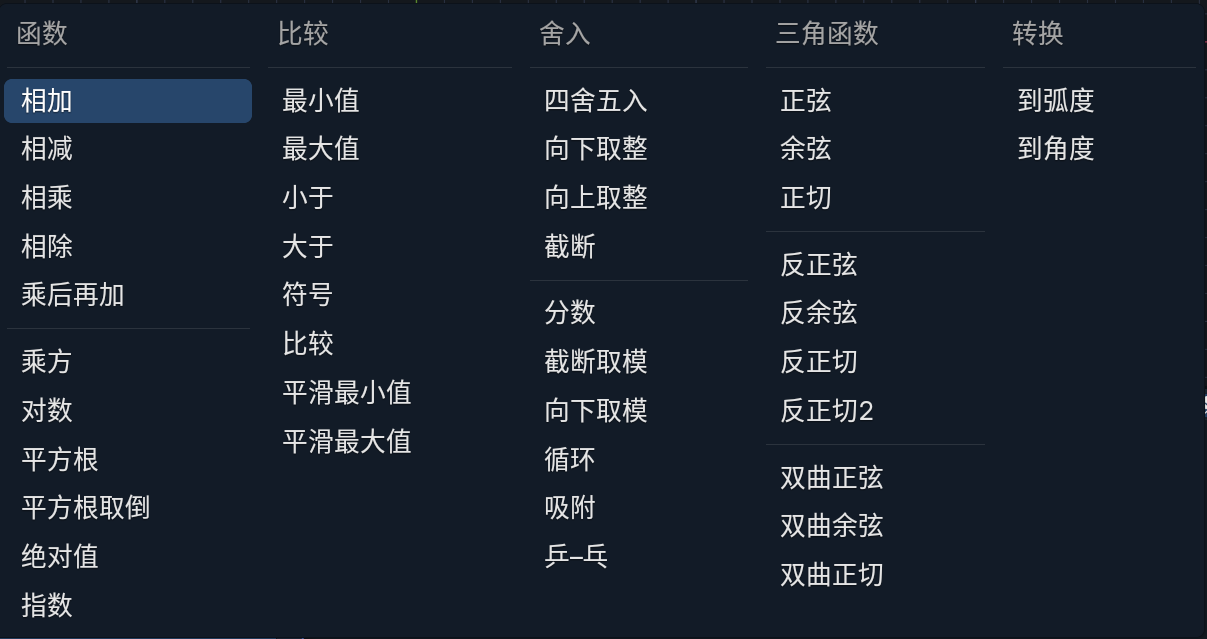 函数
相加
相减
相乘
相除
乘后再加
乘方
对数
平方根
平方根取倒
绝对值
指数
比较
最小值
最大值
小于
大于
符号
比较
平滑最小值
平滑最大值
舍入
四舍五入
向下取整
向上取整
截断
分数
截断取模
向下取模
循环
吸附
乒–乓
三角函数
正弦
余弦
正切
反正弦
反余弦
反正切
反正切2
双曲正弦
双曲余弦
双曲正切
转换
到弧度
到角度